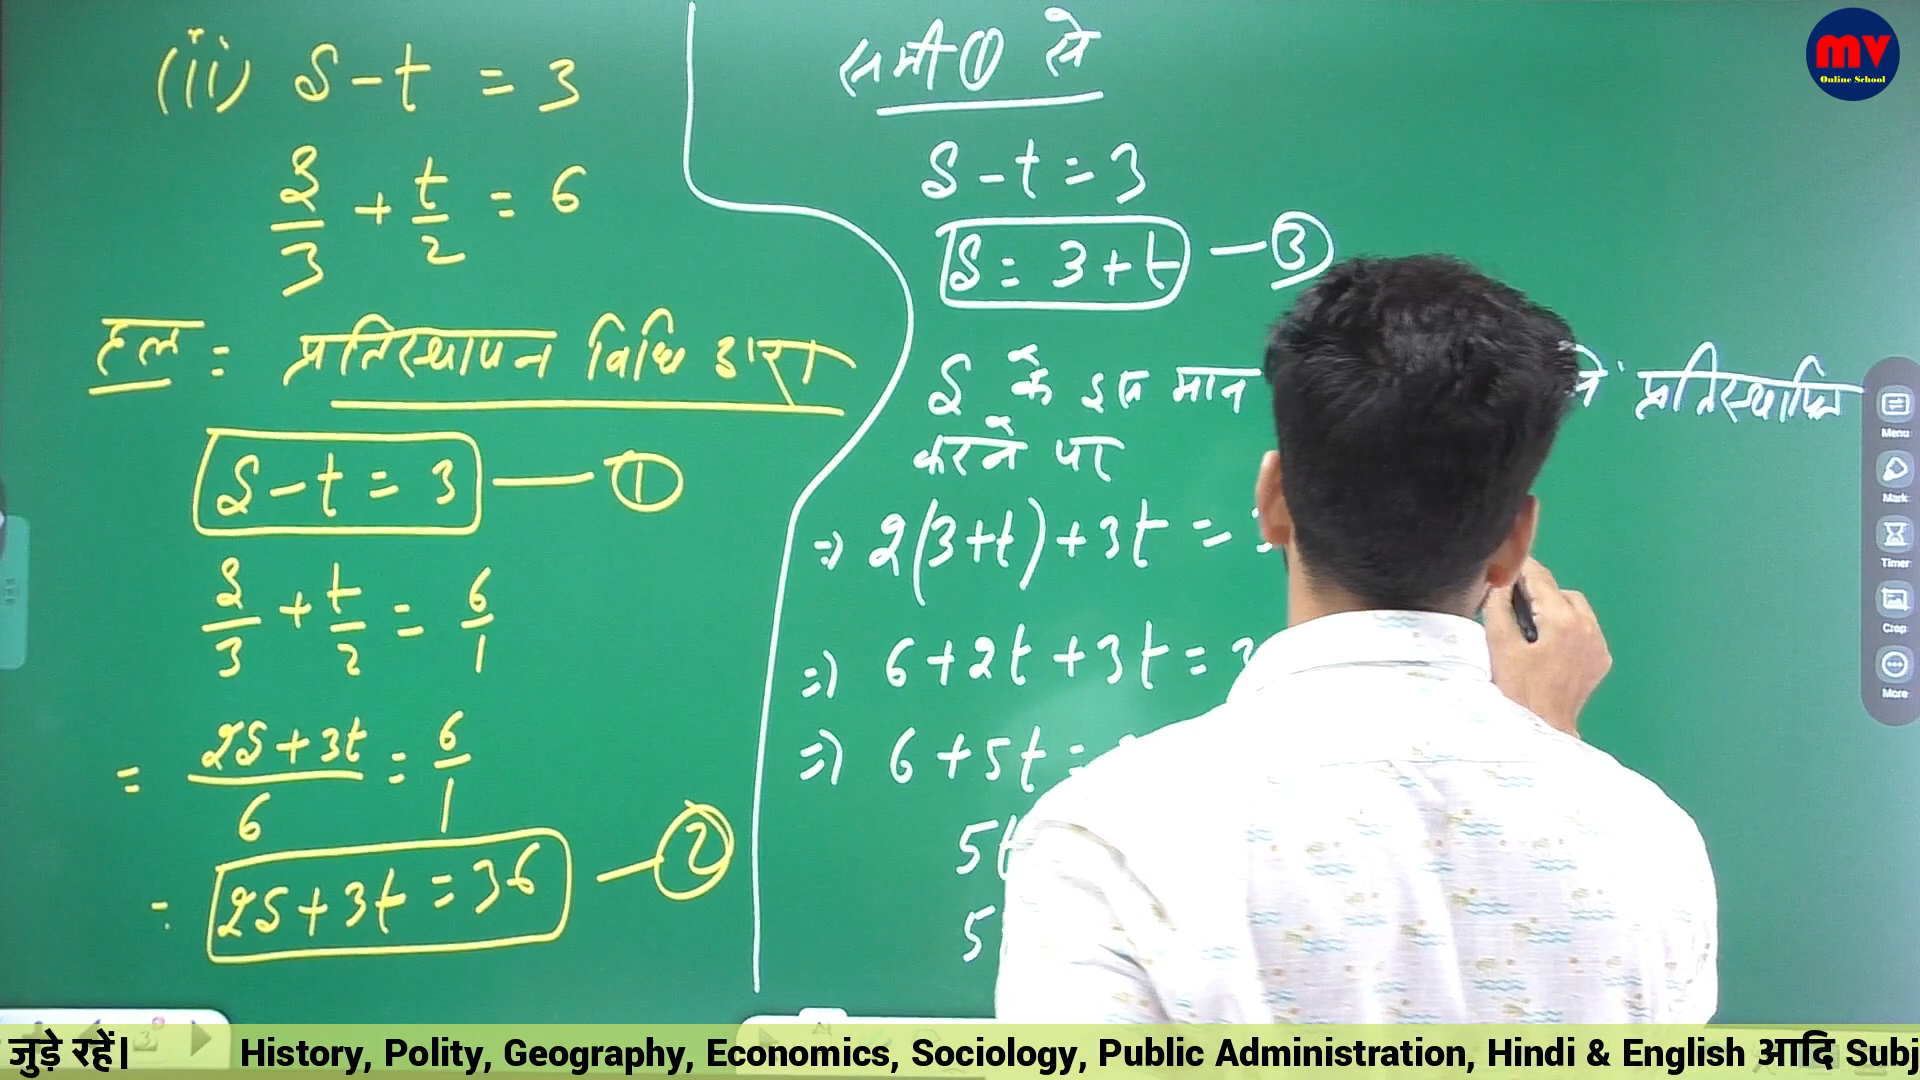 (ii) S - t = 3
S/3 + t/2 = 6
हल = प्रतिस्थापन विधि द्वारा
S - t = 3 — ①
S/3 + t/2 = 6/1
= 2S + 3t/6 = 6/1
= 2S + 3t = 36 — ②
समी ① से
S - t = 3
S = 3 + t — ③
S के इस मान में प्रतिस्थापित
करने पर
⇒ 2(3+t) + 3t =
⇒ 6 + 2t + 3t = 3
⇒ 6 + 5t =
5t
5
mv
Online School
Menu
Mark
Timer
Crop
More
जुड़े रहें। History, Polity, Geography, Economics, Sociology, Public Administration, Hindi & English आदि Subj